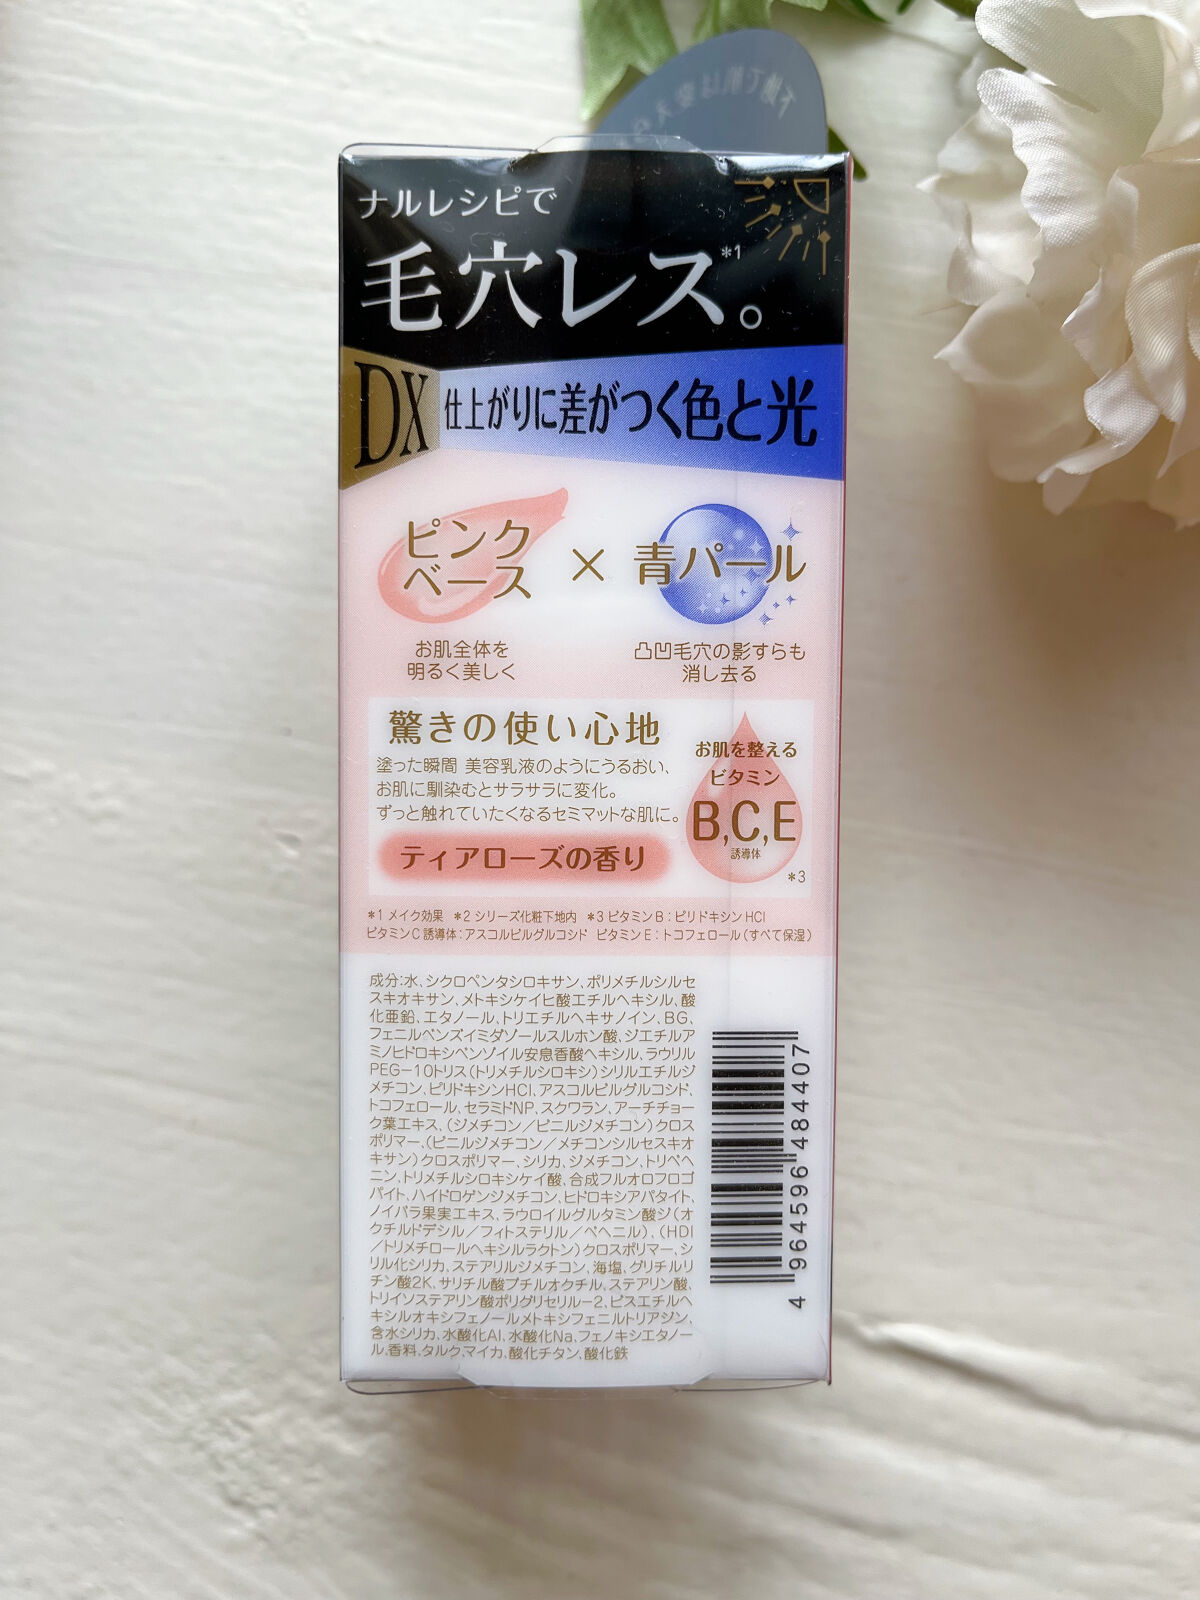 ナルレシピで
毛穴レス*1。
DX 仕上がりに差がつく色と光
ピンク
ベース
×
青パール
お肌全体を
明るく美しく
凸凹毛穴の影すらも
消し去る
驚きの使い心地
塗った瞬間 美容乳液のようにうるおい、
お肌に馴染むとサラサラに変化。
ずっと触れていたくなるセミマットな肌に。
ティアローズの香り
お肌を整える
ビタミン
B,C,E
誘導体
*3
*1 メイク効果 *2 シリーズ化粧下地内 *3 ビタミンB：ピリドキシンHCl
ビタミンC誘導体：アスコルビルグルコシド ビタミンE：トコフェロール（すべて保湿）
成分：水、シクロペンタシロキサン、ポリメチルシルセ
スキオキサン、メトキシケイヒ酸エチルヘキシル、酸
化亜鉛、エタノール、トリエチルヘキサノイン、BG、
フェニルベンズイミダゾールスルホン酸、ジエチルア
ミノヒドロキシベンゾイル安息香酸ヘキシル、ラウリル
PEG－10トリス（トリメチルシロキシ）シリルエチルジ
メチコン、ピリドキシンHCl、アスコルビルグルコシド、
トコフェロール、セラミドNP、スクワラン、アーチチョー
ク葉エキス、（ジメチコン／ビニルジメチコン）クロス
ポリマー、（ビニルジメチコン／メチコンシルセスキオ
キサン）クロスポリマー、シリカ、ジメチコン、トリベヘ
ニン、トリメチルシロキシケイ酸、合成フルオロフロゴ
パイト、ハイドロゲンジメチコン、ヒドロキシアパタイト、
ノイバラ果実エキス、ラウロイルグルタミン酸ジ（オ
クチルドデシル／フィトステリル／ベヘニル）、（HDI
／トリメチロールヘキシルラクトン）クロスポリマー、シ
リル化シリカ、ステアリルジメチコン、海塩、グリチルリ
チン酸2K、サリチル酸ブチルオクチル、ステアリン酸、
トリイソステアリン酸ポリグリセリル－2、ビスエチルヘ
キシルオキシフェノールメトキシフェニルトリアジン、
含水シリカ、水酸化Al、水酸化Na、フェノキシエタノー
ル、香料、タルク、マイカ、酸化チタン、酸化鉄
4 964596 484407